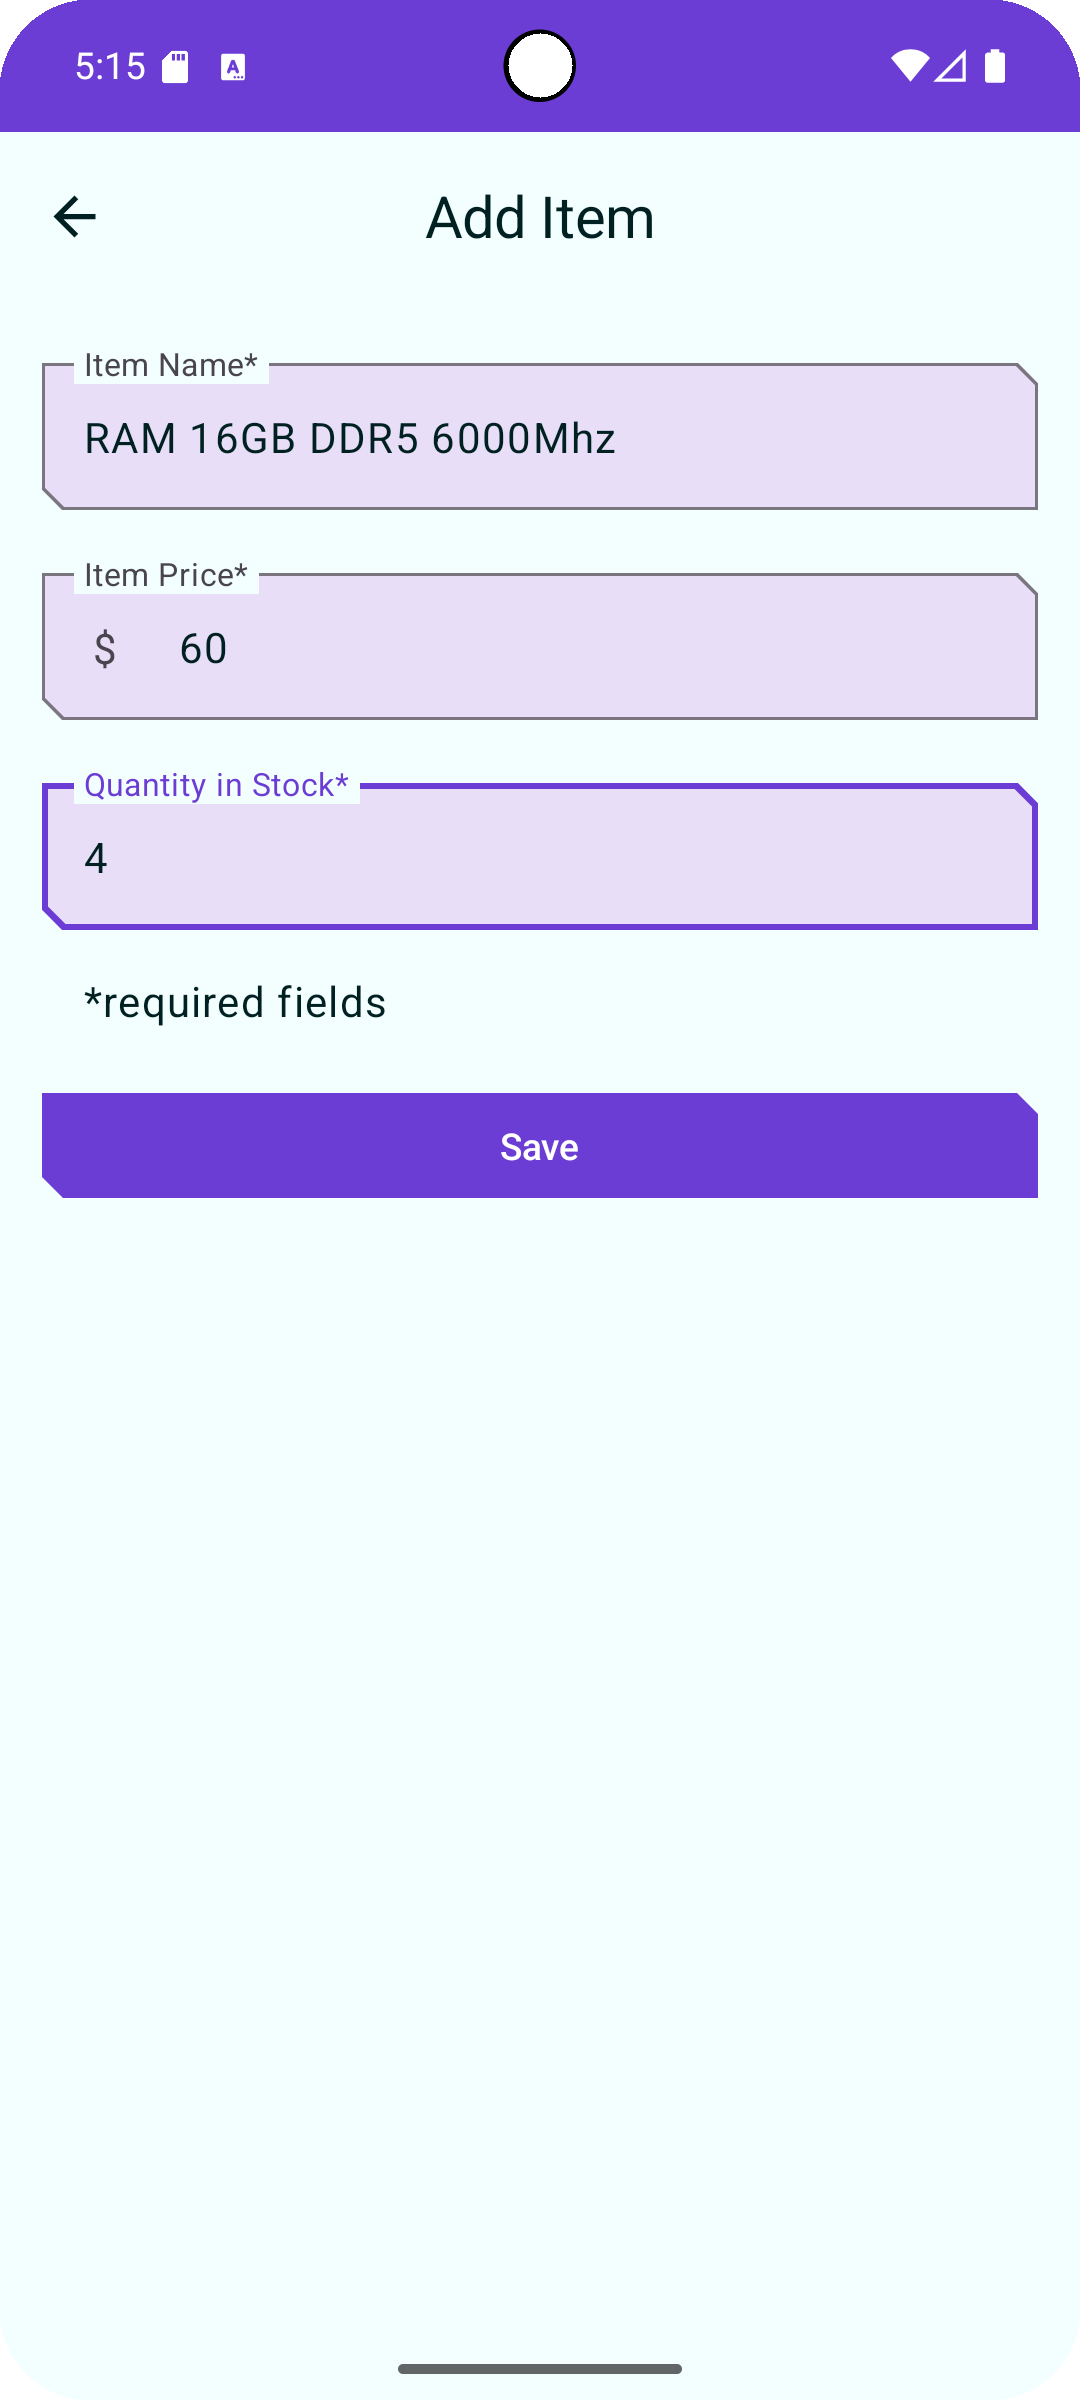 5:15
Add Item
Item Name*
RAM 16GB DDR5 6000Mhz
Item Price*
$ 60
Quantity in Stock*
4
*required fields
Save